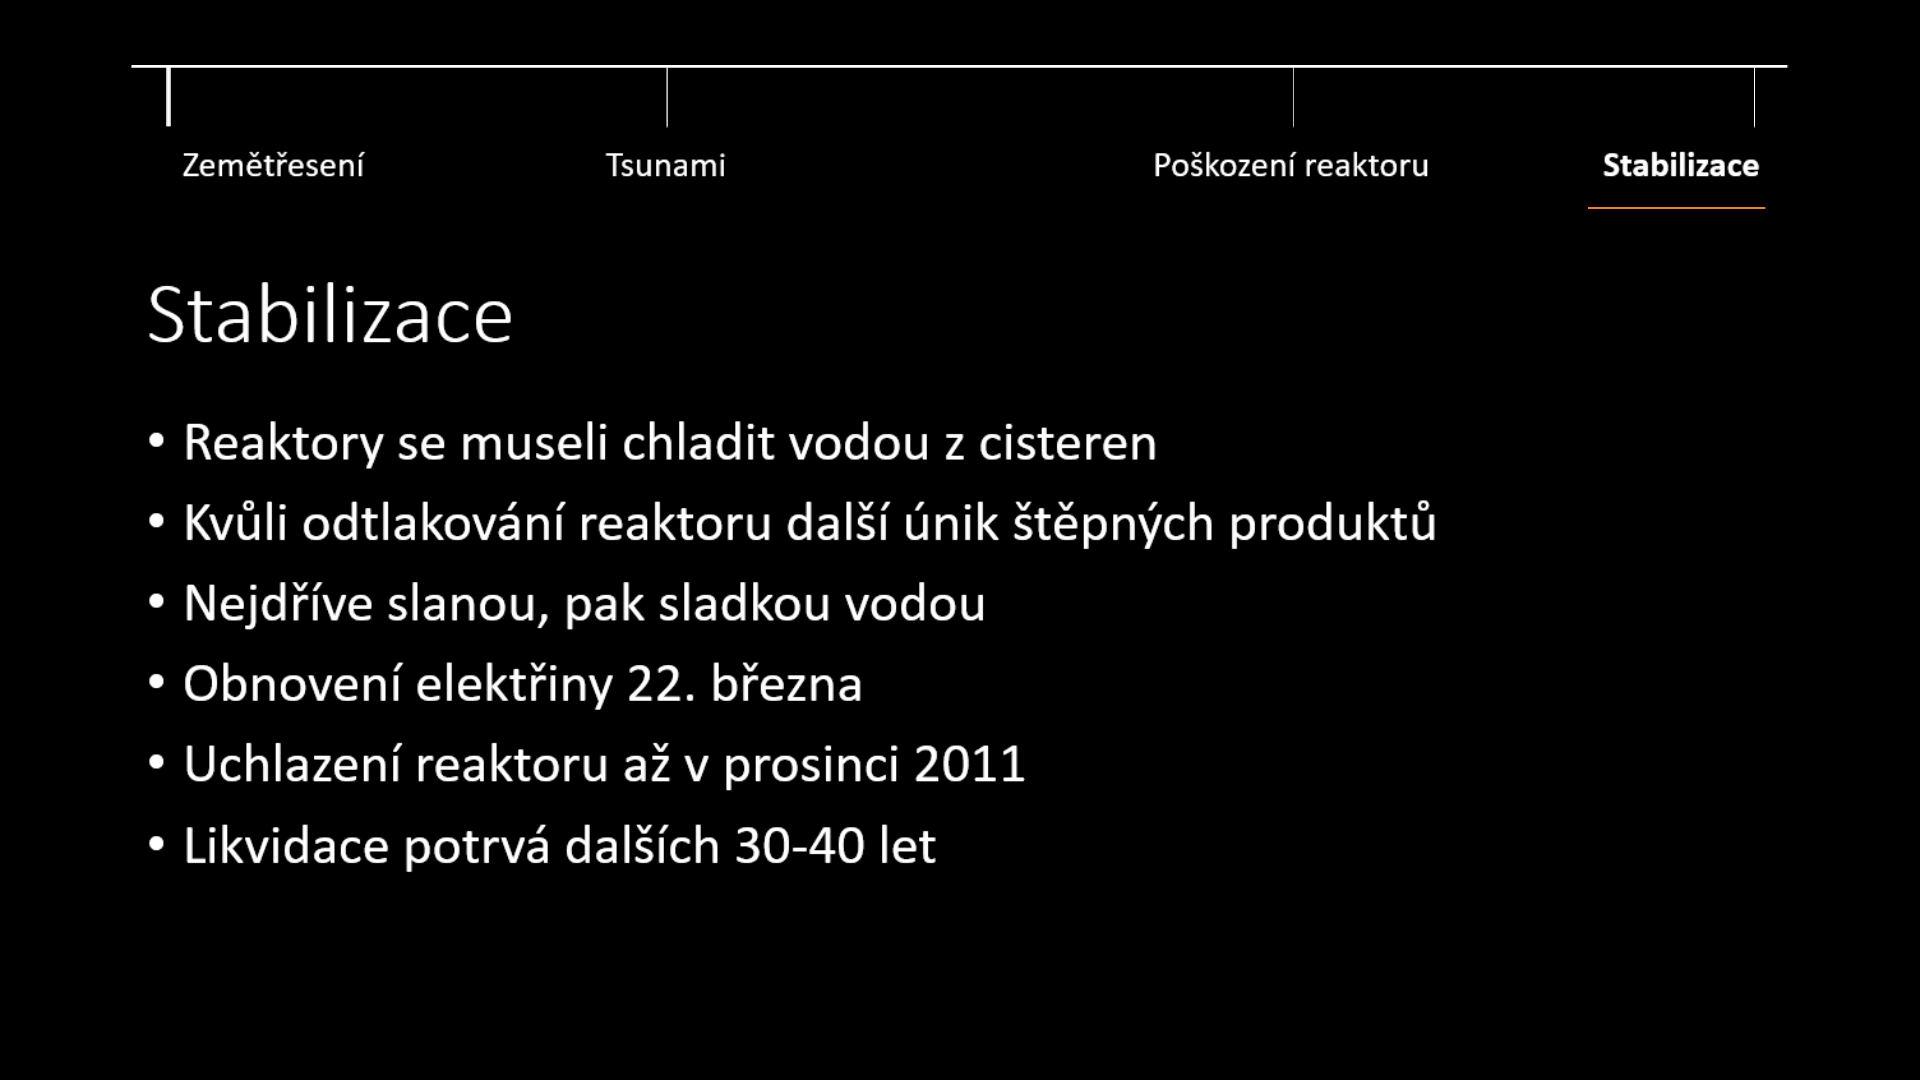 Zemětřesení
Tsunami
Poškození reaktoru
Stabilizace
Stabilizace
• Reaktory se museli chladit vodou z cisteren
• Kvůli odtlakování reaktoru další únik štěpných produktů
• Nejdříve slanou, pak sladkou vodou
• Obnovení elektřiny 22. března
• Uchlazení reaktoru až v prosinci 2011
• Likvidace potrvá dalších 30-40 let